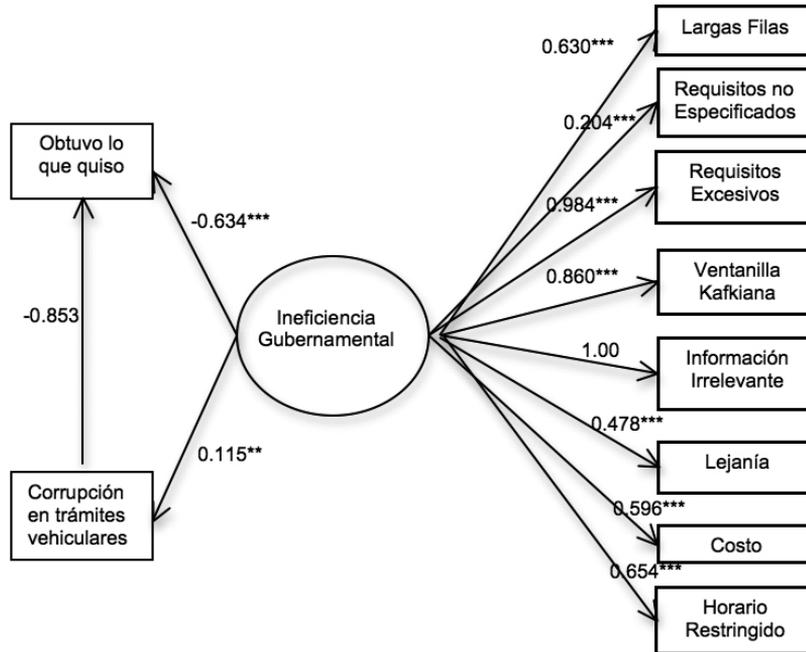 Obtuvo lo
que quiso
-0.634***
-0.853
0.115**
Corrupción
en trámites
vehiculares
Ineficiencia
Gubernamental
0.630***
Largas Filas
0.204***
Requisitos no
Especificados
0.984***
Requisitos
Excesivos
0.860***
Ventanilla
Kafkiana
1.00
Información
Irrelevante
0.478***
Lejanía
0.596***
Costo
0.654***
Horario
Restringido